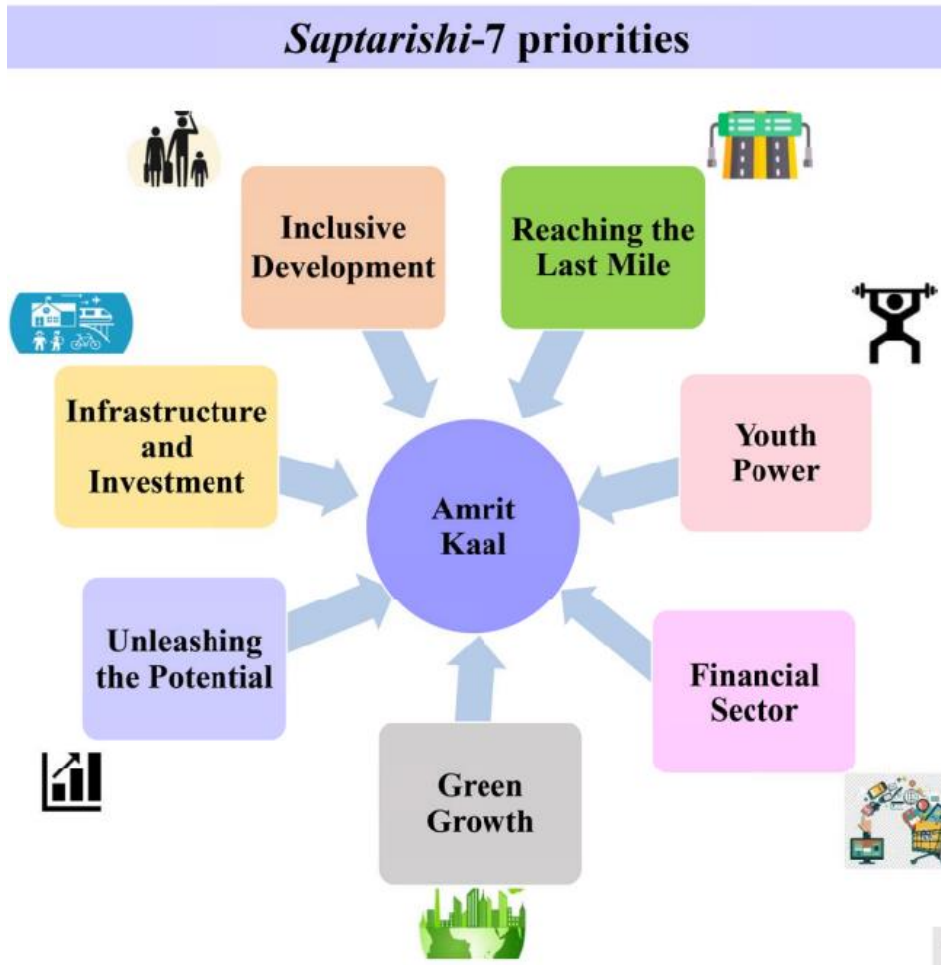 Saptarishi-7 priorities
Inclusive
Development
Reaching the
Last Mile
Infrastructure
and
Investment
Youth
Power
Amrit
Kaal
Unleashing
the Potential
Financial
Sector
Green
Growth